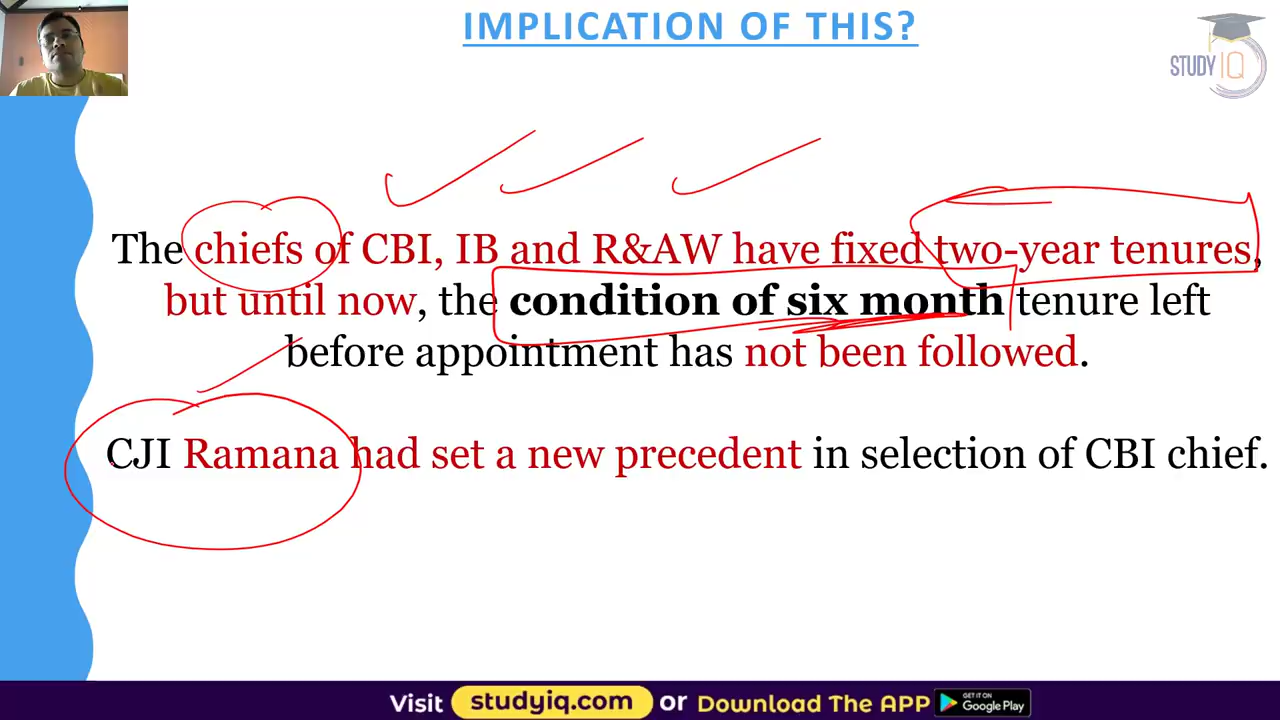 IMPLICATION OF THIS?
STUDY IQ
The chiefs of CBI, IB and R&AW have fixed two-year tenures,
but until now, the condition of six month tenure left
before appointment has not been followed.
CJI Ramana had set a new precedent in selection of CBI chief.
Visit studyiq.com or Download The APP GET IT ON Google Play